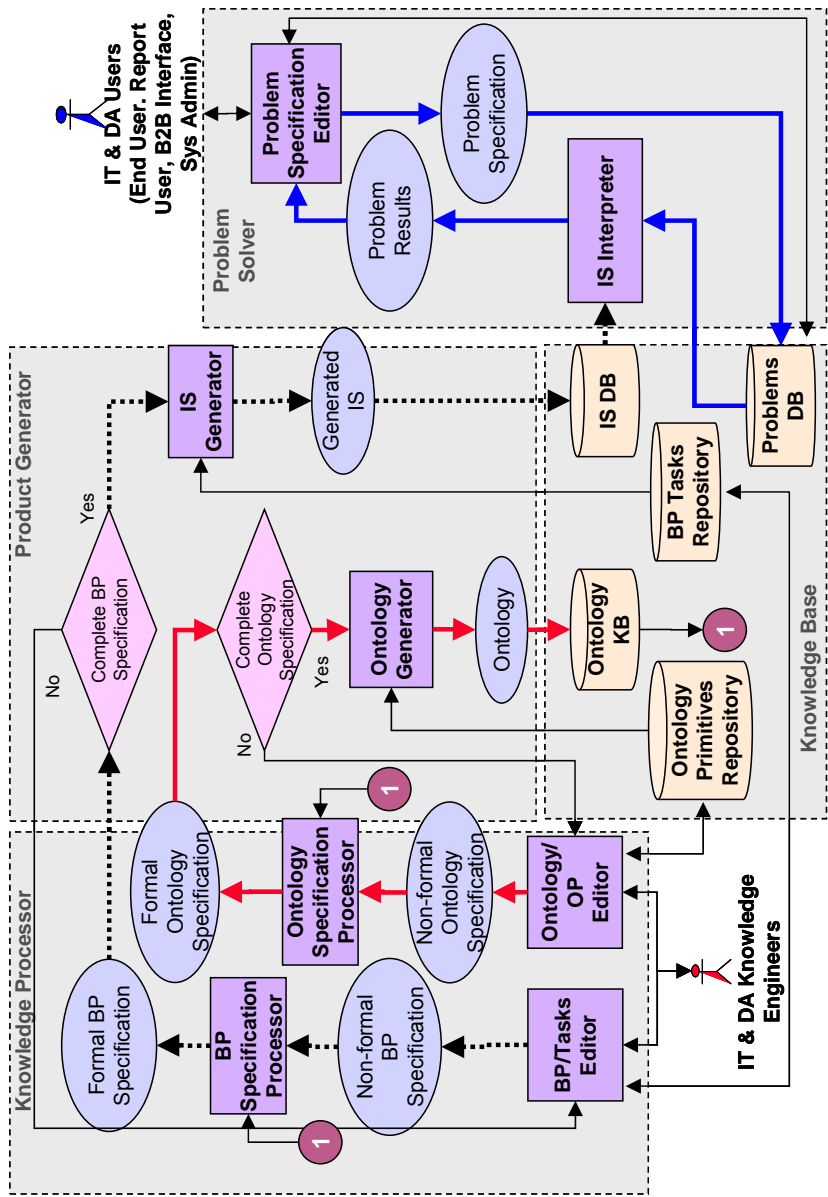 Knowledge Processor
Formal BP
Specification
BP
Specification
Processor
1
Non-formal
BP
Specification
BP/Tasks
Editor
Formal
Ontology
Specification
Ontology
Specification
Processor
1
Non-formal
Ontology
Specification
Ontology/
OP
Editor
IT & DA Knowledge
Engineers
Product Generator
No
Complete BP
Specification
Yes
No
Complete
Ontology
Specification
Yes
Ontology
Generator
Ontology
IS
Generator
Generated
IS
Knowledge Base
Ontology
Primitives
Repository
Ontology
KB
1
BP Tasks
Repository
IS DB
Problems
DB
Problem
Solver
IT & DA Users
(End User. Report
User, B2B Interface,
Sys Admin)
Problem
Specification
Editor
Problem
Results
Problem
Specification
IS Interpreter